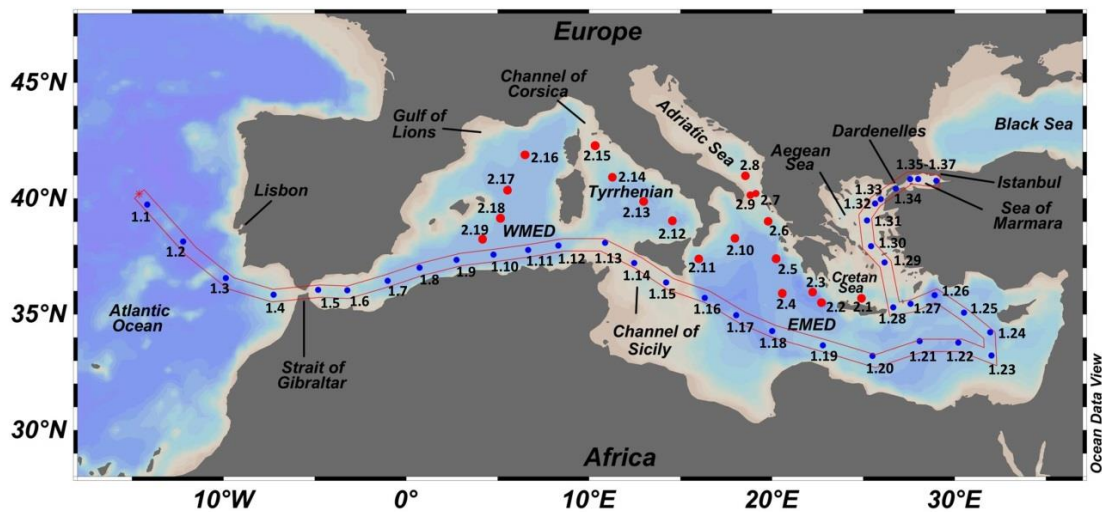 Europe
45°N
Channel of
Corsica
Gulf of
Lions
Adriatic Sea
Dardenelles
Black Sea
Aegean
Sea
2.16
2.15
2.8
1.35-1.37
40°N
2.17
2.14
Tyrrhenian
2.9
2.7
1.33
1.34
Istanbul
Lisbon
1.1
2.18
2.13
1.32
Sea of
Marmara
2.19
WMED
2.12
2.6
1.31
1.2
2.10
1.30
1.3
1.4
1.5
1.6
1.7
1.8
1.9
1.10
1.11
1.12
1.13
2.11
2.5
1.29
Cretan
Sea
35°N
Atlantic
Ocean
1.14
1.15
1.16
2.4
2.3
2.2
2.1
1.28
1.27
1.26
1.25
Strait of
Gibraltar
Channel of
Sicily
1.17
1.18
EMED
1.19
1.20
1.21
1.22
1.24
1.23
30°N
Africa
Ocean Data View
10°W
0°
10°E
20°E
30°E